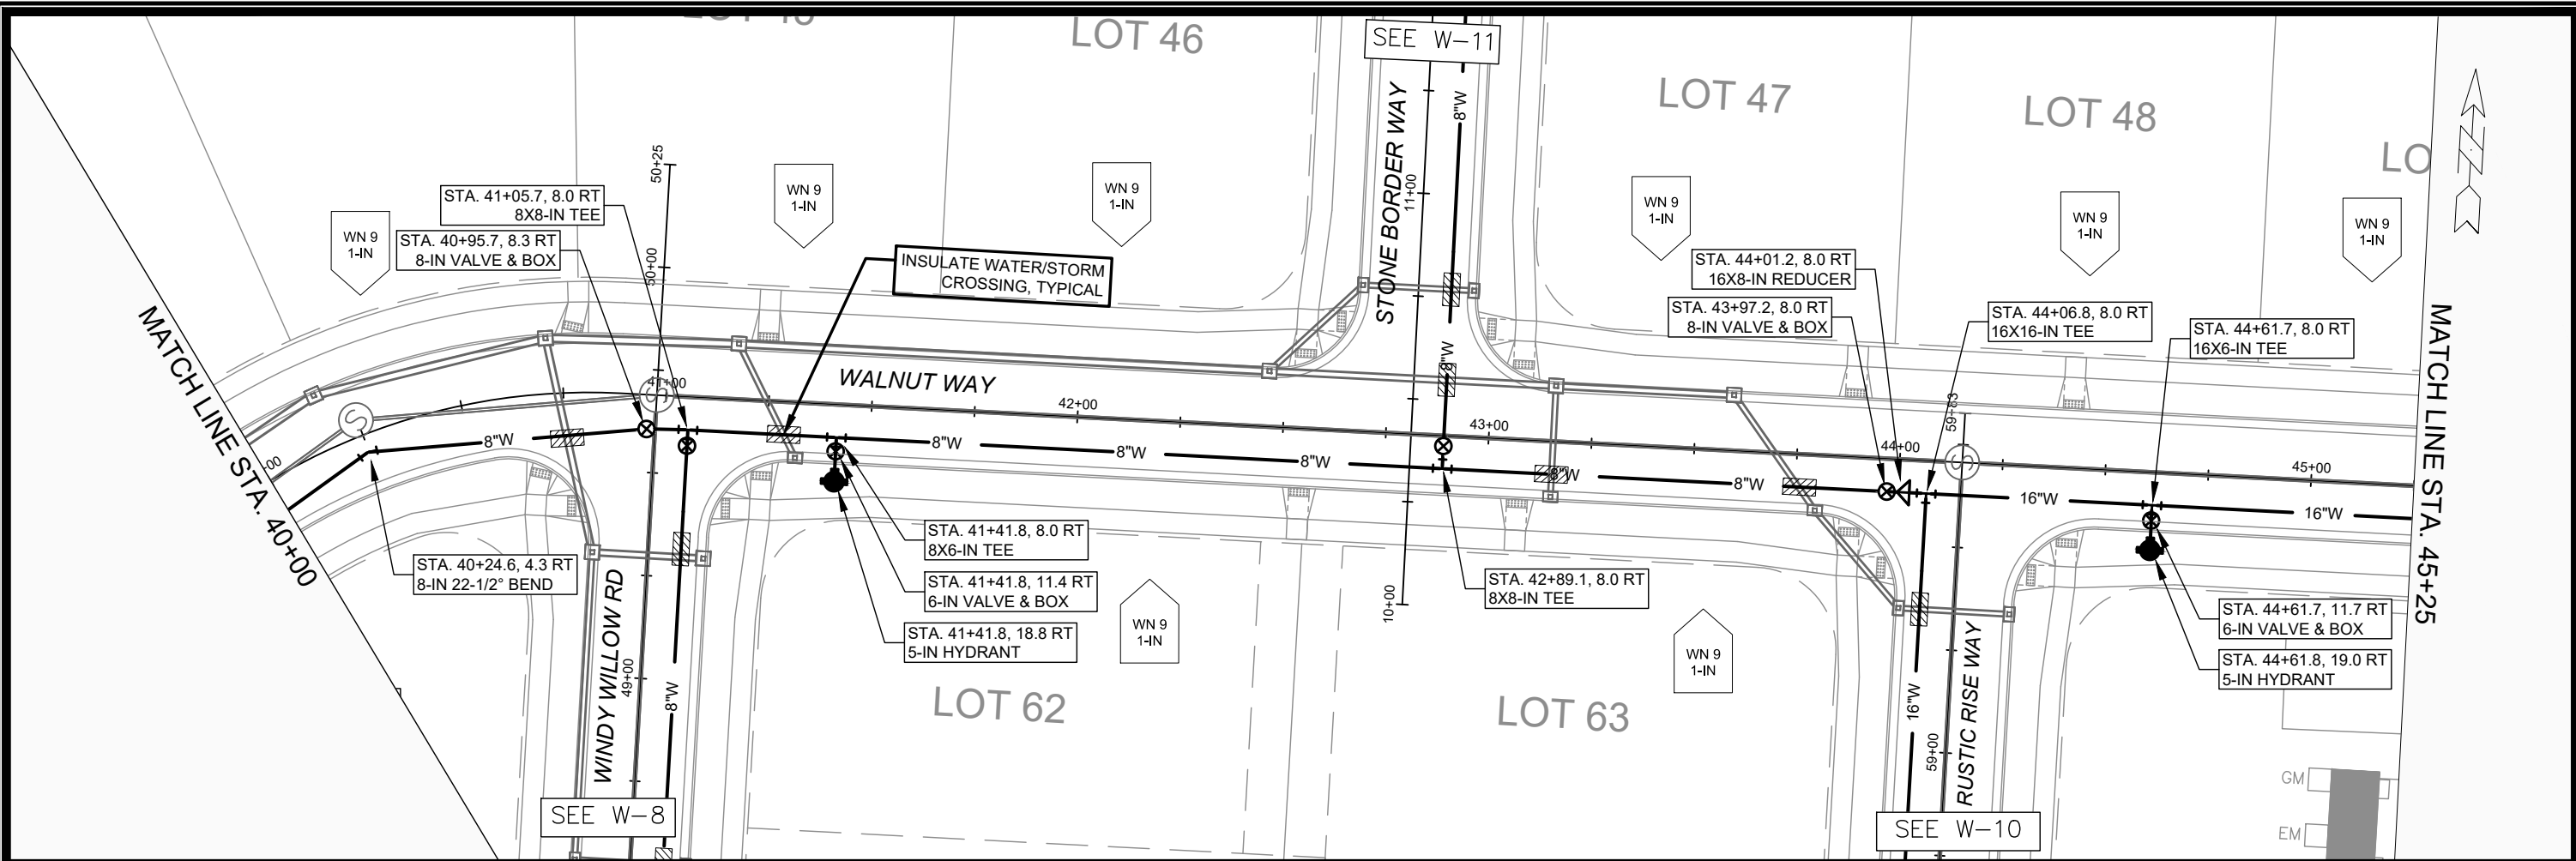 LOT 46
SEE W-11
LOT 47
LOT 48
LO
STONE BORDER WAY
8"W
11+00
50+25
50+00
STA. 41+05.7, 8.0 RT
8X8-IN TEE
STA. 40+95.7, 8.3 RT
8-IN VALVE & BOX
WN 9
1-IN
WN 9
1-IN
WN 9
1-IN
WN 9
1-IN
WN 9
1-IN
WN 9
1-IN
INSULATE WATER/STORM
CROSSING, TYPICAL
STA. 44+01.2, 8.0 RT
16X8-IN REDUCER
STA. 43+97.2, 8.0 RT
8-IN VALVE & BOX
STA. 44+06.8, 8.0 RT
16X16-IN TEE
STA. 44+61.7, 8.0 RT
16X6-IN TEE
MATCH LINE STA. 40+00
MATCH LINE STA. 45+25
WALNUT WAY
41+00
42+00
43+00
44+00
45+00
59+83
S
S
S
8"W
8"W
8"W
8"W
8"W
8"W
8"W
8"W
16"W
16"W
-00
STA. 40+24.6, 4.3 RT
8-IN 22-1/2° BEND
STA. 41+41.8, 8.0 RT
8X6-IN TEE
STA. 41+41.8, 11.4 RT
6-IN VALVE & BOX
STA. 41+41.8, 18.8 RT
5-IN HYDRANT
WN 9
1-IN
10+00
STA. 42+89.1, 8.0 RT
8X8-IN TEE
WN 9
1-IN
STA. 44+61.7, 11.7 RT
6-IN VALVE & BOX
STA. 44+61.8, 19.0 RT
5-IN HYDRANT
WINDY WILLOW RD
49+00
8"W
LOT 62
LOT 63
16"W
59+00
RUSTIC RISE WAY
GM
EM
SEE W-8
SEE W-10